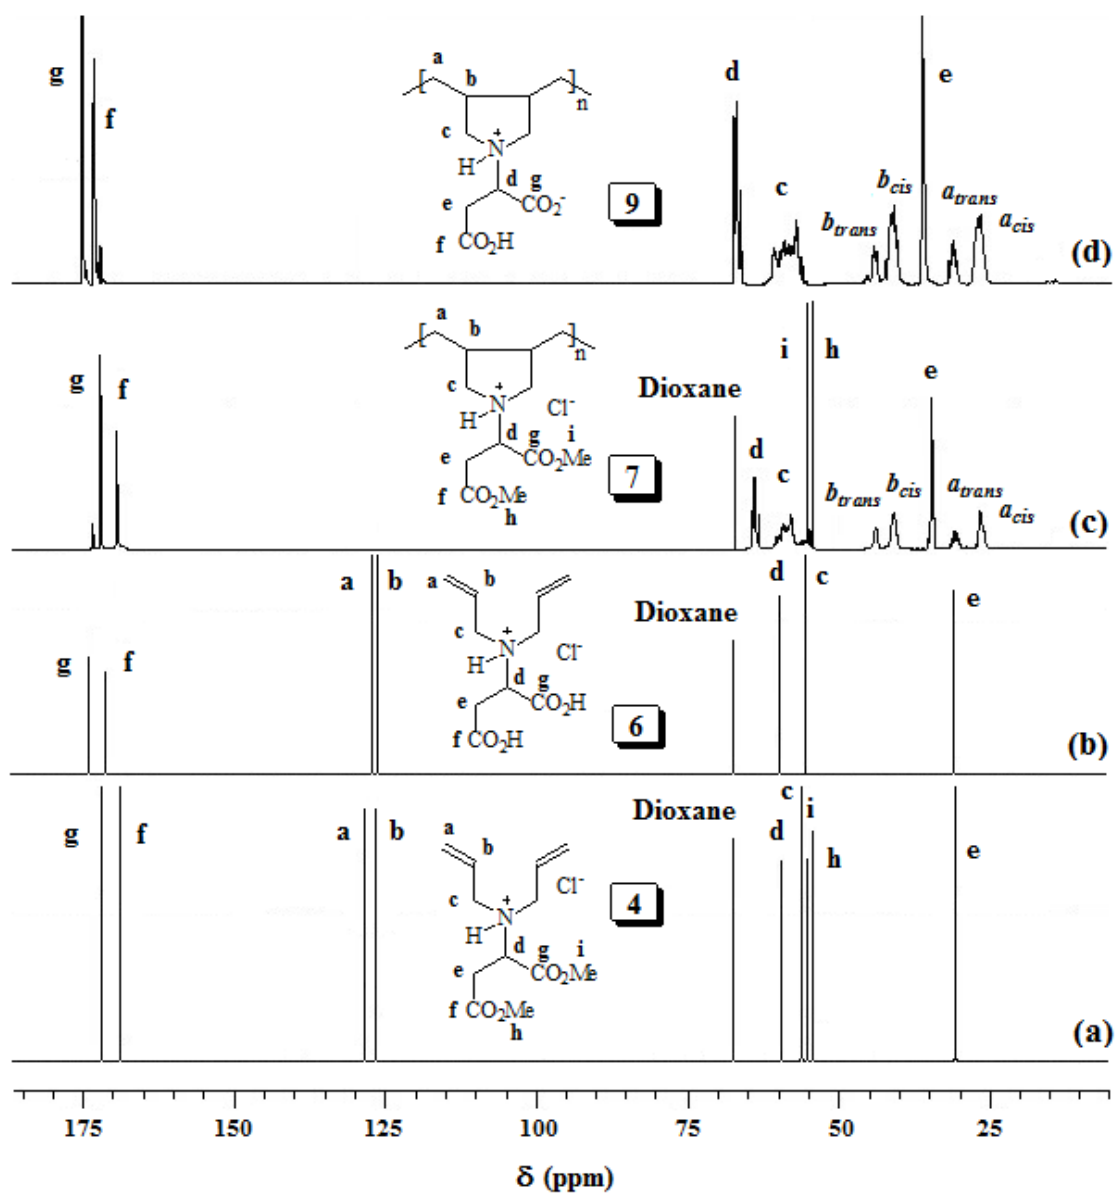 g
f
a
b
c
+
N
H
d
g
CO2-
e
f
CO2H
n
9
d
c
btrans
bcis
e
atrans
acis
(d)
g
f
a
b
c
+
N
H
Cl-
d
g
i
CO2Me
e
f
CO2Me
h
n
7
Dioxane
d
c
i
h
btrans
bcis
e
atrans
acis
(c)
g
f
a
b
a
b
c
+
N
H
Cl-
d
g
CO2H
e
f
CO2H
6
Dioxane
d
c
e
(b)
g
f
a
b
a
b
c
+
N
H
Cl-
d
g
i
CO2Me
e
f
CO2Me
h
4
Dioxane
d
c
i
h
e
(a)
175 150 125 100 75 50 25
δ (ppm)